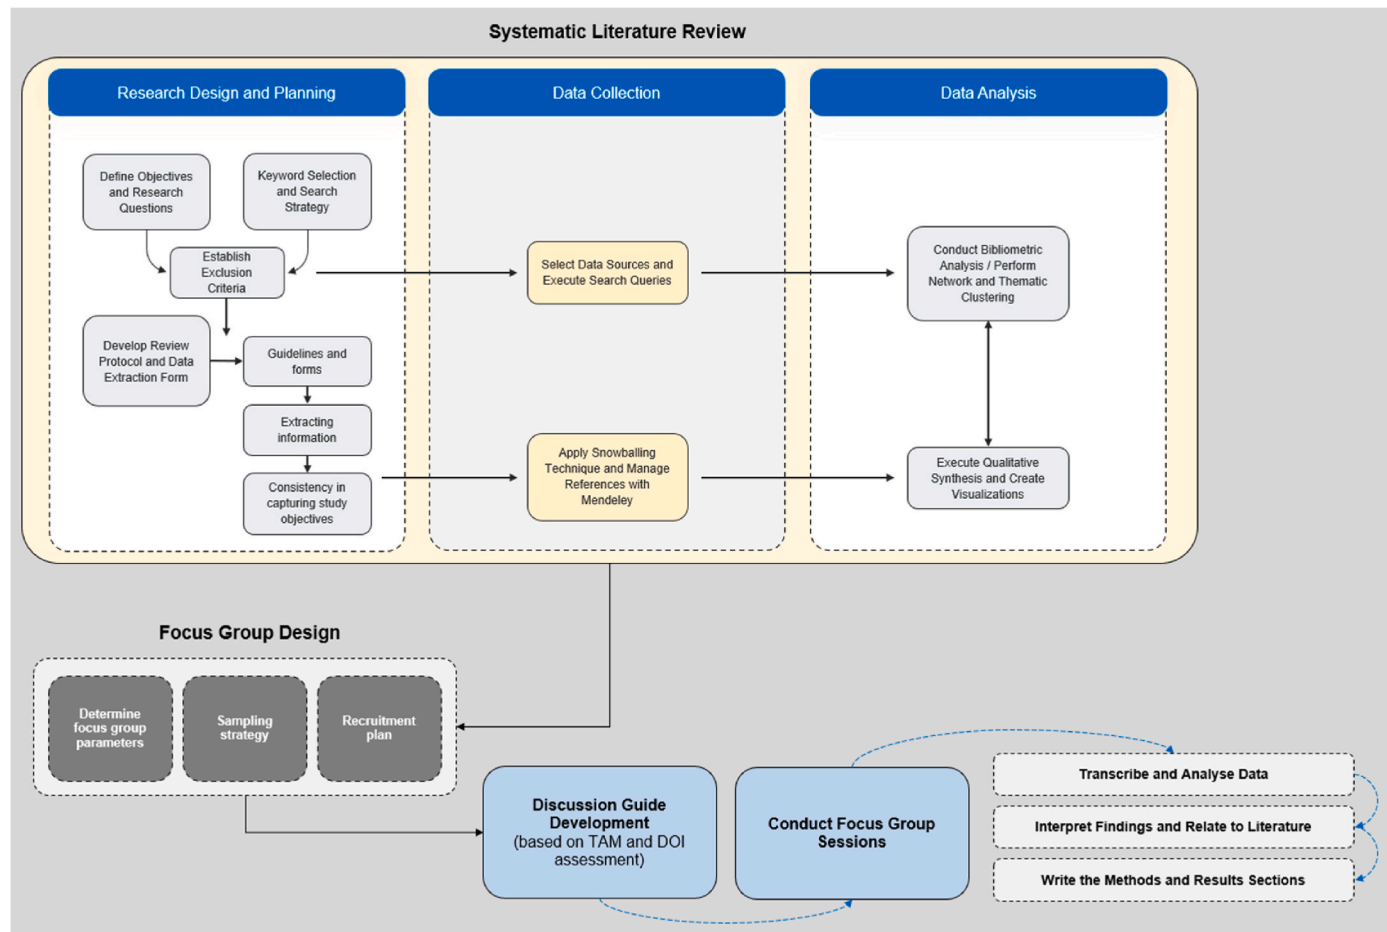 Systematic Literature Review
Research Design and Planning
Define Objectives
and Research
Questions
Keyword Selection
and Search
Strategy
Establish
Exclusion
Criteria
Develop Review
Protocol and Data
Extraction Form
Guidelines and
forms
Extracting
information
Consistency in
capturing study
objectives
Data Collection
Select Data Sources and
Execute Search Queries
Apply Snowballing
Technique and Manage
References with
Mendeley
Data Analysis
Conduct Bibliometric
Analysis / Perform
Network and Thematic
Clustering
Execute Qualitative
Synthesis and Create
Visualizations
Focus Group Design
Determine
focus group
parameters
Sampling
strategy
Recruitment
plan
Discussion Guide
Development
(based on TAM and DOI
assessment)
Conduct Focus Group
Sessions
Transcribe and Analyse Data
Interpret Findings and Relate to Literature
Write the Methods and Results Sections